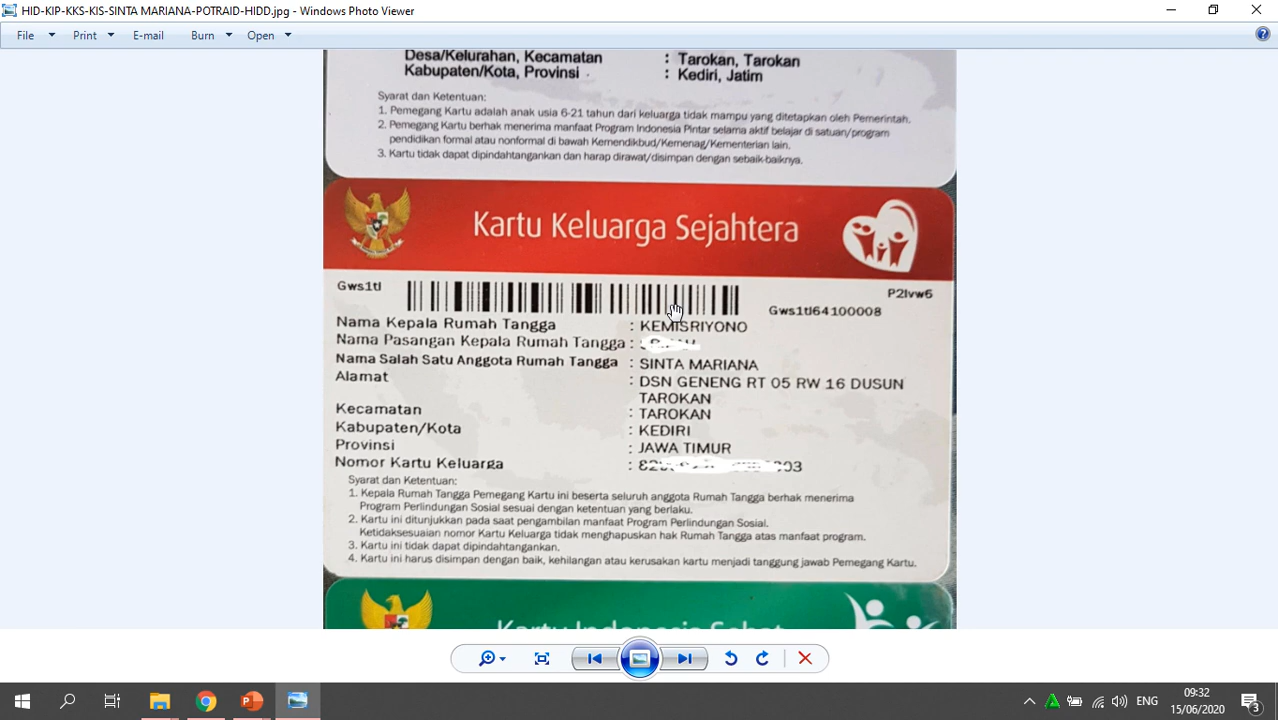 HID-KIP-KKS-KIS-SINTA MARIANA-POTRAID-HIDD.jpg - Windows Photo Viewer
File Print E-mail Burn Open
Desa/Kelurahan, Kecamatan : Tarokan, Tarokan
Kabupaten/Kota, Provinsi : Kediri, Jatim
Syarat dan Ketentuan:
1. Pemegang Kartu adalah anak usia 6-21 tahun dari keluarga tidak mampu yang ditetapkan oleh Pemerintah.
2. Pemegang Kartu berhak menerima manfaat Program Indonesia Pintar selama aktif belajar di satuan/program
pendidikan formal atau nonformal di bawah Kemendikbud/Kemenag/Kementerian lain.
3. Kartu tidak dapat dipindahtangankan dan harap dirawat/disimpan dengan sebaik-baiknya.
Kartu Keluarga Sejahtera
Gws1tl P2lvw6
Gws1tl64100008
Nama Kepala Rumah Tangga : KEMISRIYONO
Nama Pasangan Kepala Rumah Tangga :
Nama Salah Satu Anggota Rumah Tangga : SINTA MARIANA
Alamat : DSN GENENG RT 05 RW 16 DUSUN
TAROKAN
Kecamatan : TAROKAN
Kabupaten/Kota : KEDIRI
Provinsi : JAWA TIMUR
Nomor Kartu Keluarga :
Syarat dan Ketentuan:
1. Kepala Rumah Tangga Pemegang Kartu ini beserta seluruh anggota Rumah Tangga berhak menerima
Program Perlindungan Sosial sesuai dengan ketentuan yang berlaku.
2. Kartu ini ditunjukkan pada saat pengambilan manfaat Program Perlindungan Sosial.
Ketidaksesuaian nomor Kartu Keluarga tidak menghapuskan hak Rumah Tangga atas manfaat program.
3. Kartu ini tidak dapat dipindahtangankan.
4. Kartu ini harus disimpan dengan baik, kehilangan atau kerusakan kartu menjadi tanggung jawab Pemegang Kartu.
Kartu Indonesia Sehat
ENG
09:32
15/06/2020
3